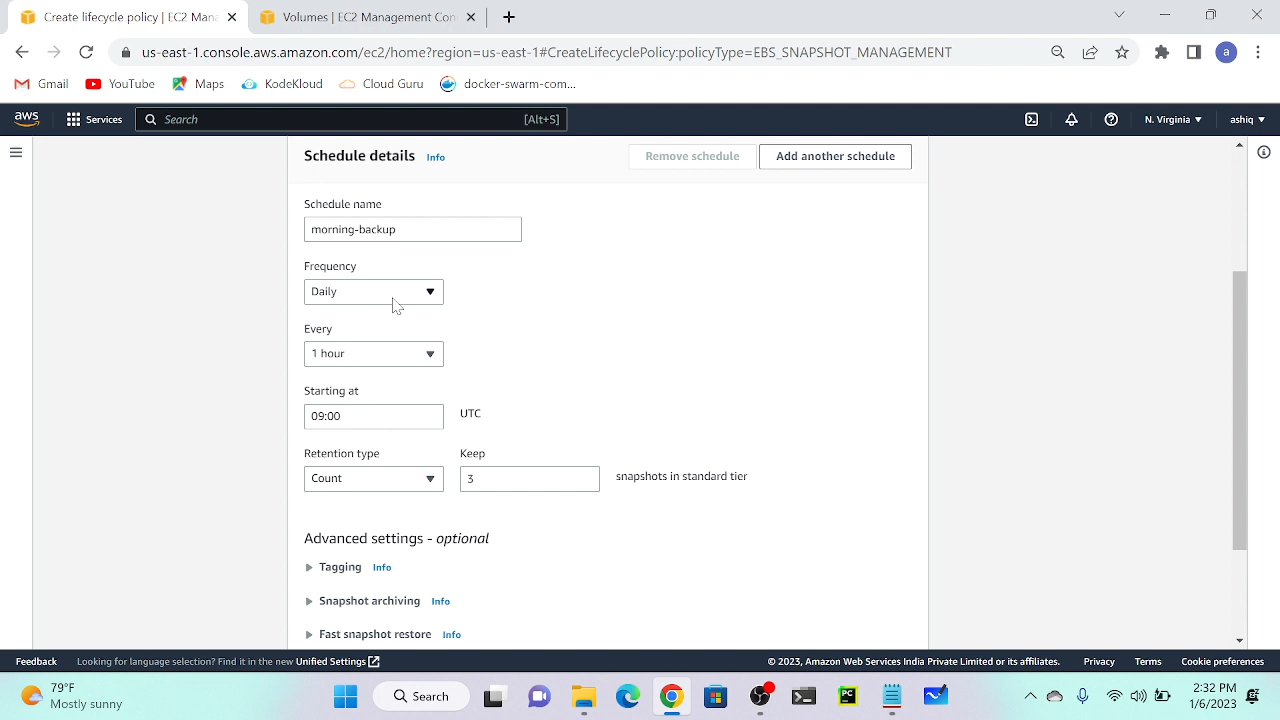 Create lifecycle policy | EC2 Mana
Volumes | EC2 Management Con
us-east-1.console.aws.amazon.com/ec2/home?region=us-east-1#CreateLifecyclePolicy:policyType=EBS_SNAPSHOT_MANAGEMENT
a
Gmail YouTube Maps KodeKloud Cloud Guru docker-swarm-com...
aws Services Search [Alt+S] N. Virginia ashiq
Schedule details Info Remove schedule Add another schedule
Schedule name
morning-backup
Frequency
Daily
Every
1 hour
Starting at
09:00 UTC
Retention type Keep
Count 3 snapshots in standard tier
Advanced settings - optional
Tagging Info
Snapshot archiving Info
Fast snapshot restore Info
Feedback Looking for language selection? Find it in the new Unified Settings © 2023, Amazon Web Services India Private Limited or its affiliates. Privacy Terms Cookie preferences
79°F
Mostly sunny
Search
PC
2:32 PM
1/6/2023